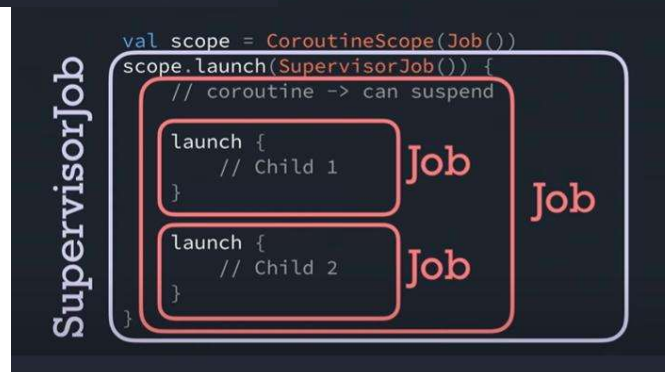 val scope = CoroutineScope(Job())
scope.launch(SupervisorJob()) {
// coroutine -> can suspend
launch {
// Child 1
}
Job
launch {
// Child 2
}
Job
}
Job
SupervisorJob